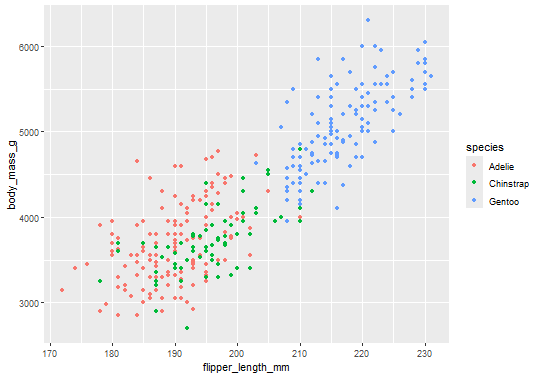 6000
5000
4000
3000
body_mass_g
170
180
190
200
210
220
230
flipper_length_mm
species
Adelie
Chinstrap
Gentoo